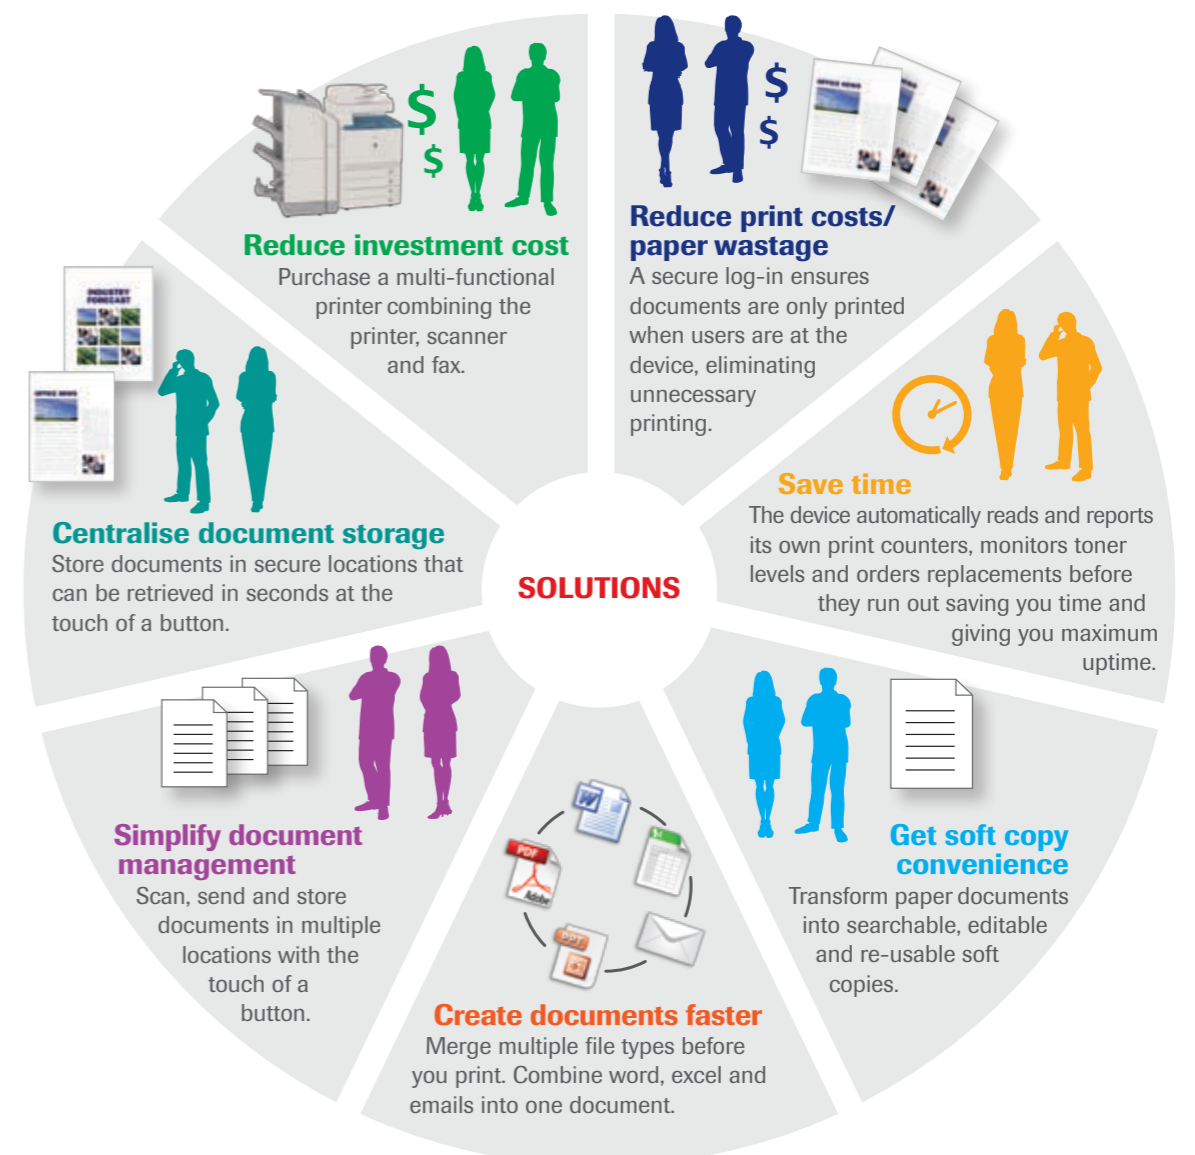 Reduce investment cost
Purchase a multi-functional
printer combining the
printer, scanner
and fax.
$
$
Reduce print costs/
paper wastage
A secure log-in ensures
documents are only printed
when users are at the
device, eliminating
unnecessary
printing.
$
$
OFFICE NEWS
Save time
The device automatically reads and reports
its own print counters, monitors toner
levels and orders replacements before
they run out saving you time and
giving you maximum
uptime.
INDUSTRY
FORECAST
OFFICE NEWS
Centralise document storage
Store documents in secure locations that
can be retrieved in seconds at the
touch of a button.
SOLUTIONS
Simplify document
management
Scan, send and store
documents in multiple
locations with the
touch of a
button.
W
PDF
Adobe
PPT
Create documents faster
Merge multiple file types before
you print. Combine word, excel and
emails into one document.
Get soft copy
convenience
Transform paper documents
into searchable, editable
and re-usable soft
copies.